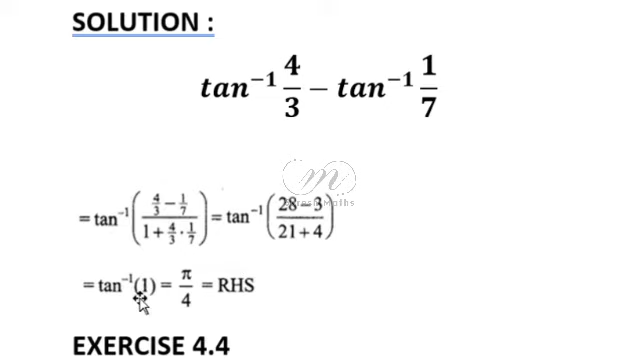 SOLUTION :
tan⁻¹ 4/3 − tan⁻¹ 1/7
= tan⁻¹ ( (4/3 − 1/7) / (1 + 4/3 · 1/7) ) = tan⁻¹ ( (28 − 3) / (21 + 4) )
= tan⁻¹(1) = π/4 = RHS
EXERCISE 4.4